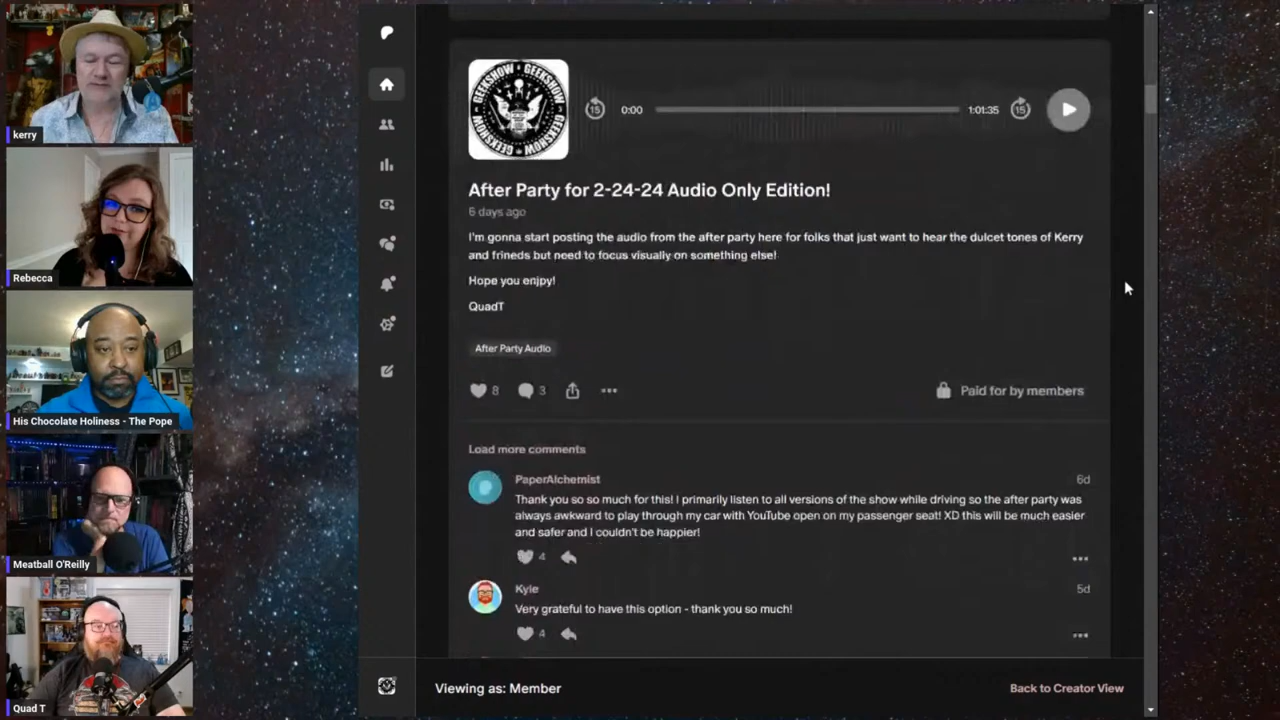 kerry
Rebecca
His Chocolate Holiness - The Pope
Meatball O'Reilly
Quad T
GEEKSHOW GEEKSHOW
15
0:00
1:01:35
15
After Party for 2-24-24 Audio Only Edition!
6 days ago
I'm gonna start posting the audio from the after party here for folks that just want to hear the dulcet tones of Kerry
and frineds but need to focus visually on something else!
Hope you enjpy!
QuadT
After Party Audio
8
3
Paid for by members
Load more comments
PaperAlchemist
6d
Thank you so so much for this! I primarily listen to all versions of the show while driving so the after party was
always awkward to play through my car with YouTube open on my passenger seat! XD this will be much easier
and safer and I couldn't be happier!
4
Kyle
5d
Very grateful to have this option - thank you so much!
4
Viewing as: Member
Back to Creator View